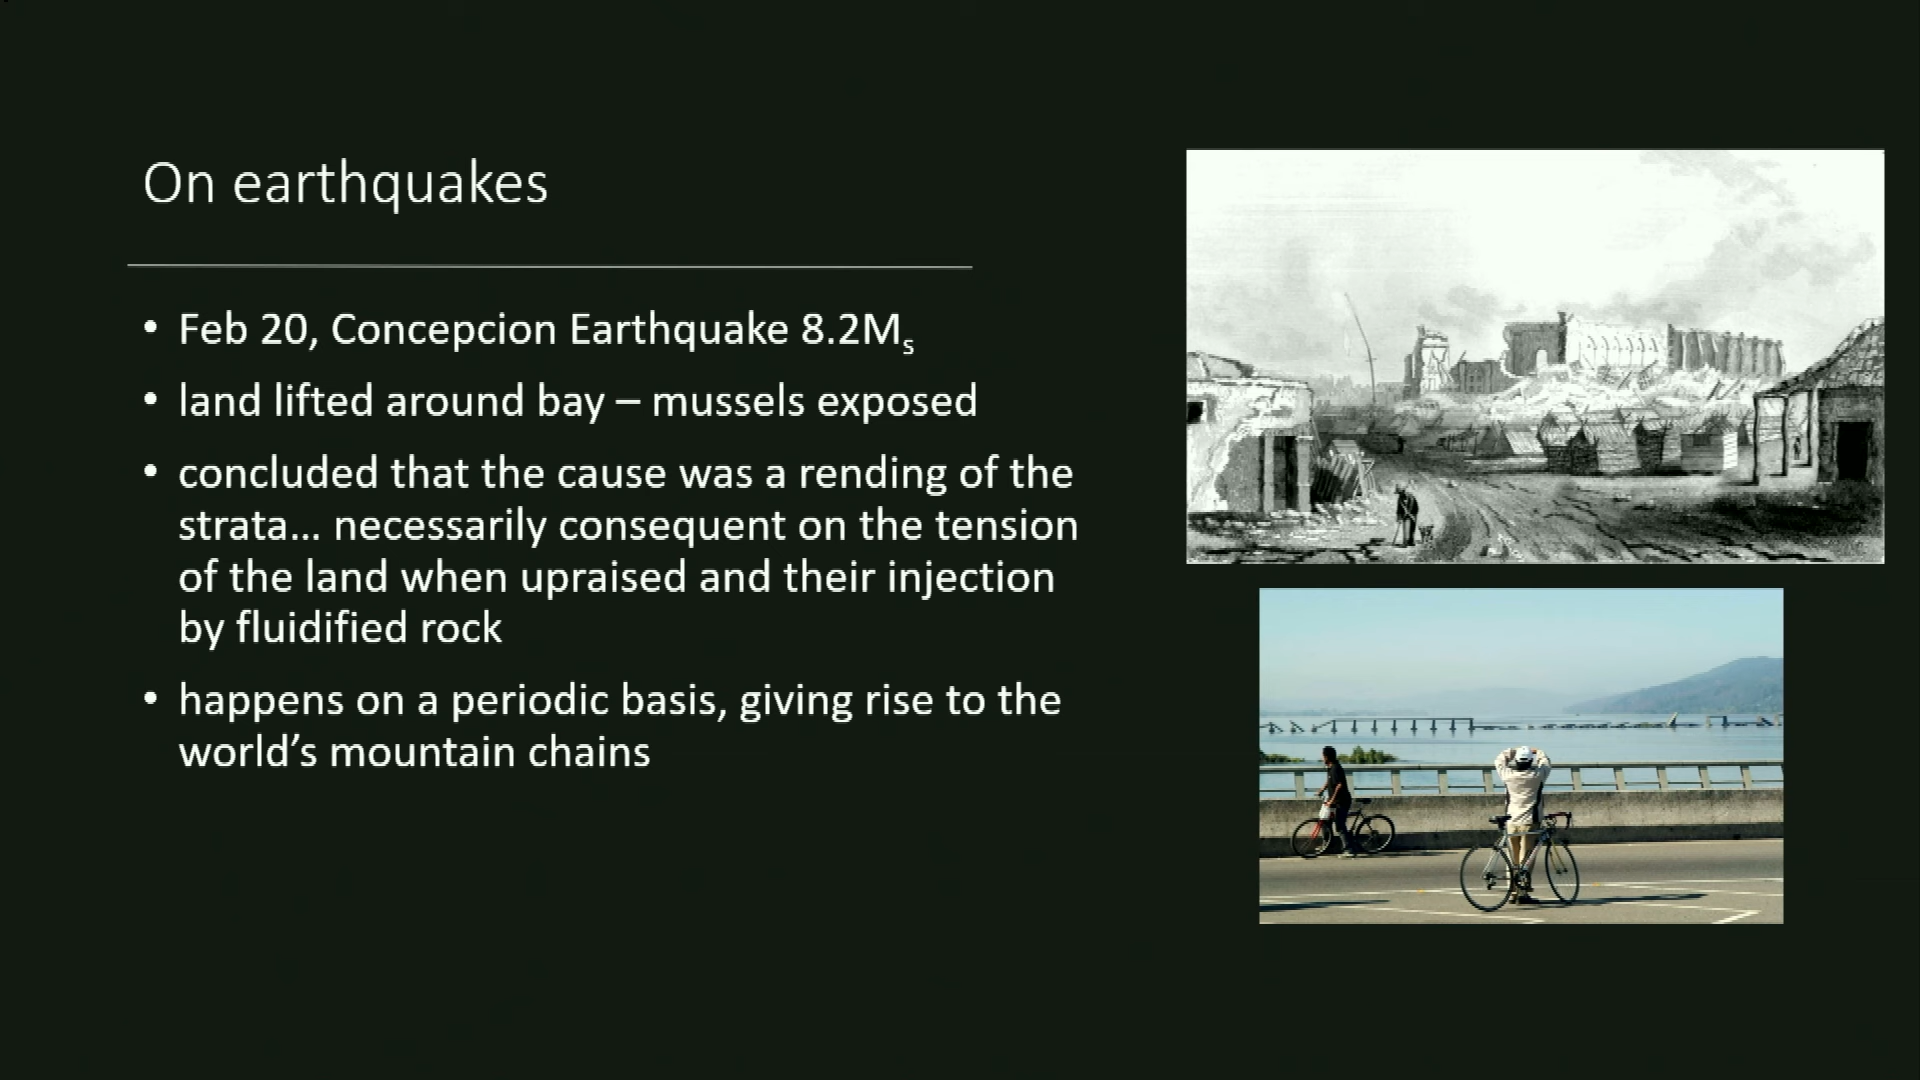 On earthquakes
• Feb 20, Concepcion Earthquake 8.2Ms
• land lifted around bay – mussels exposed
• concluded that the cause was a rending of the
strata... necessarily consequent on the tension
of the land when upraised and their injection
by fluidified rock
• happens on a periodic basis, giving rise to the
world’s mountain chains